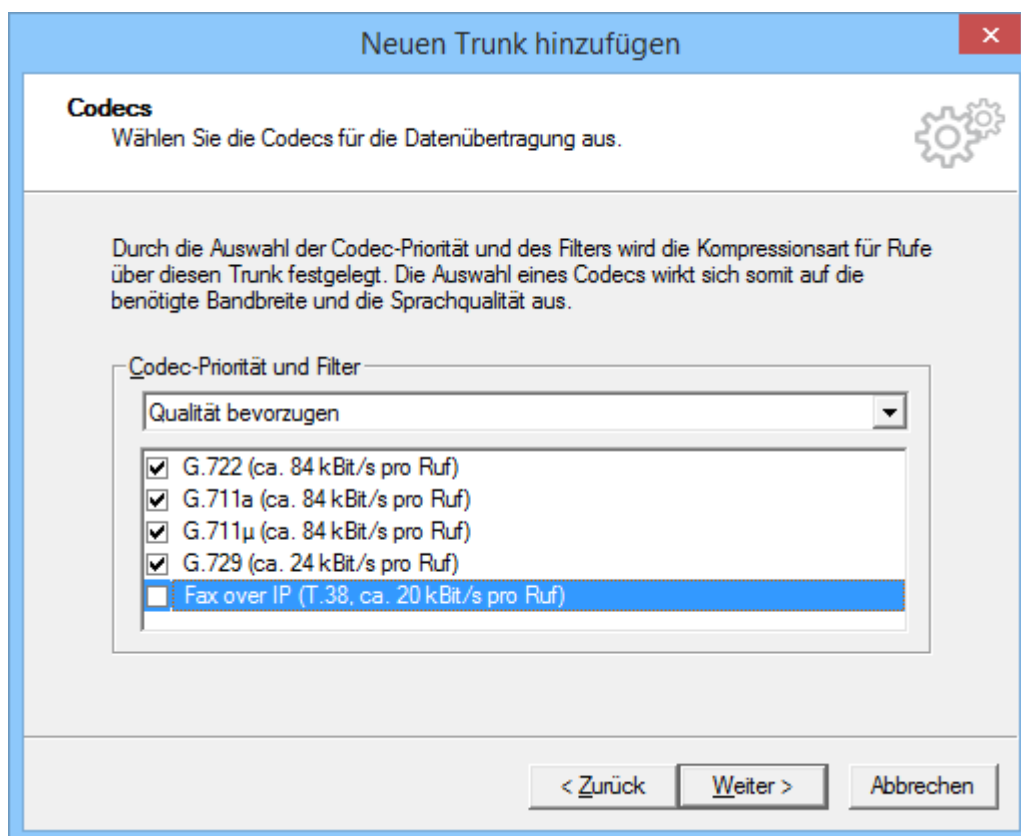 Neuen Trunk hinzufügen
Codecs
Wählen Sie die Codecs für die Datenübertragung aus.
Durch die Auswahl der Codec-Priorität und des Filters wird die Kompressionsart für Rufe
über diesen Trunk festgelegt. Die Auswahl eines Codecs wirkt sich somit auf die
benötigte Bandbreite und die Sprachqualität aus.
Codec-Priorität und Filter
Qualität bevorzugen
G.722 (ca. 84 kBit/s pro Ruf)
G.711a (ca. 84 kBit/s pro Ruf)
G.711µ (ca. 84 kBit/s pro Ruf)
G.729 (ca. 24 kBit/s pro Ruf)
Fax over IP (T.38, ca. 20 kBit/s pro Ruf)
< Zurück Weiter > Abbrechen